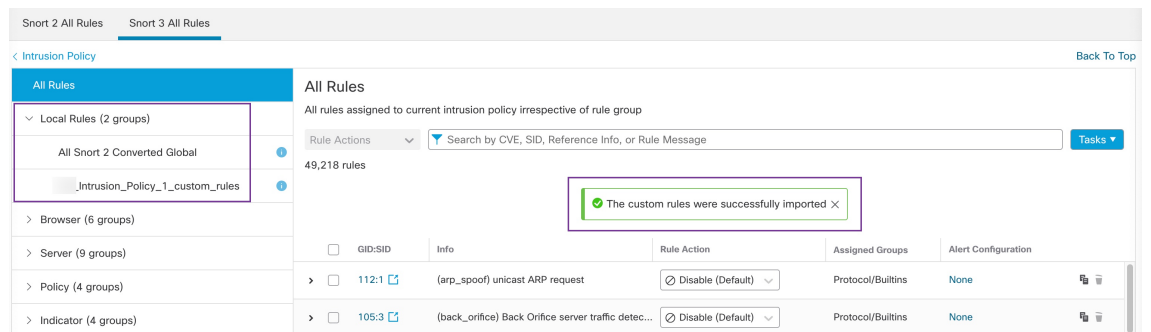 Snort 2 All Rules Snort 3 All Rules
< Intrusion Policy Back To Top
All Rules
Local Rules (2 groups)
All Snort 2 Converted Global
_Intrusion_Policy_1_custom_rules
Browser (6 groups)
Server (9 groups)
Policy (4 groups)
Indicator (4 groups)
All Rules
All rules assigned to current intrusion policy irrespective of rule group
Rule Actions Search by CVE, SID, Reference Info, or Rule Message Tasks
49,218 rules
The custom rules were successfully imported ×
GID:SID Info Rule Action Assigned Groups Alert Configuration
112:1 (arp_spoof) unicast ARP request Disable (Default) Protocol/Builtins None
105:3 (back_orifice) Back Orifice server traffic detec... Disable (Default) Protocol/Builtins None